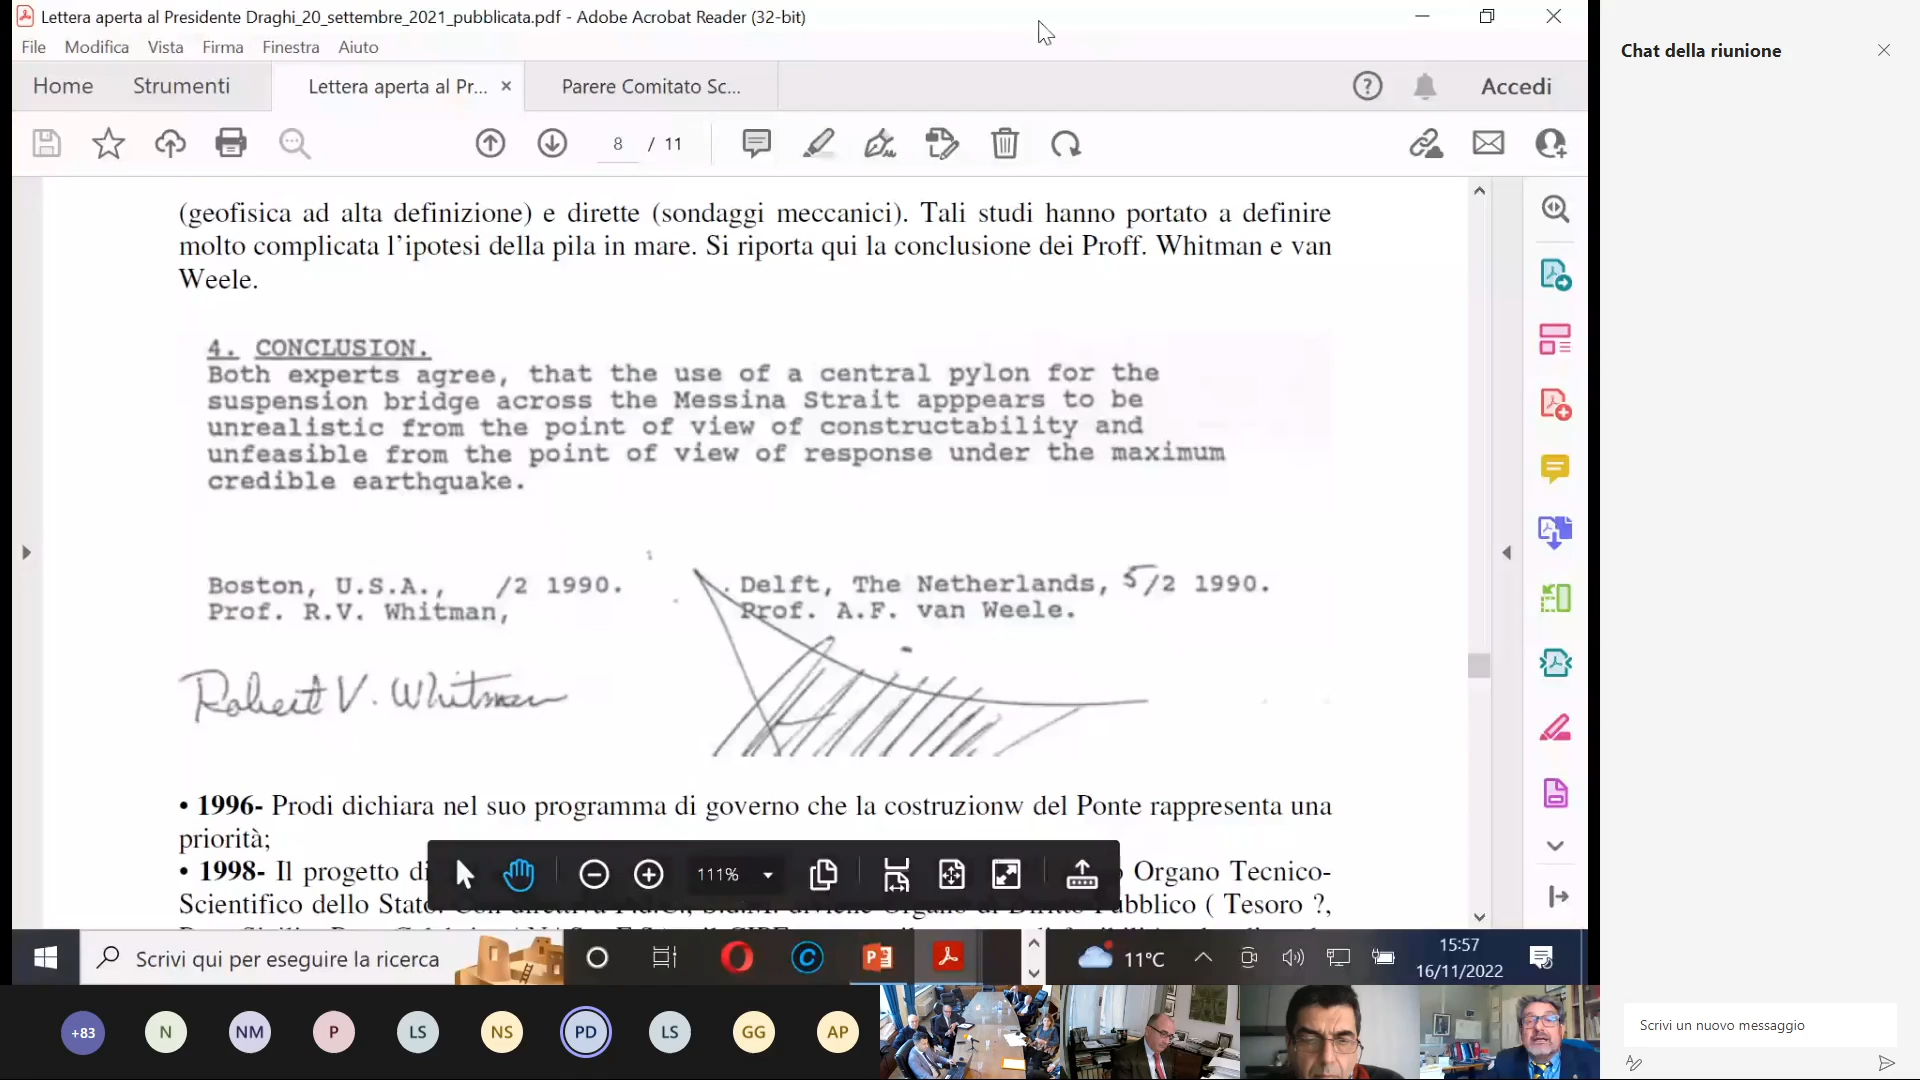 Lettera aperta al Presidente Draghi_20_settembre_2021_pubblicata.pdf - Adobe Acrobat Reader (32-bit)
File Modifica Vista Firma Finestra Aiuto
Home Strumenti Lettera aperta al Pr... × Parere Comitato Sc... Accedi
8 / 11
(geofisica ad alta definizione) e dirette (sondaggi meccanici). Tali studi hanno portato a definire
molto complicata l'ipotesi della pila in mare. Si riporta qui la conclusione dei Proff. Whitman e van
Weele.
4. CONCLUSION.
Both experts agree, that the use of a central pylon for the
suspension bridge across the Messina Strait apppears to be
unrealistic from the point of view of constructability and
unfeasible from the point of view of response under the maximum
credible earthquake.
Boston, U.S.A., /2 1990.
Prof. R.V. Whitman,
Robert V. Whitman
Delft, The Netherlands, 5/2 1990.
Prof. A.F. van Weele.
• 1996- Prodi dichiara nel suo programma di governo che la costruzionw del Ponte rappresenta una
priorità;
• 1998- Il progetto di Organo Tecnico-
Scientifico dello Stato. Con direttiva Pubblico ( Tesoro ?,
111%
Scrivi qui per eseguire la ricerca
11°C
15:57
16/11/2022
+83 N NM P LS NS PD LS GG AP
Chat della riunione
Scrivi un nuovo messaggio